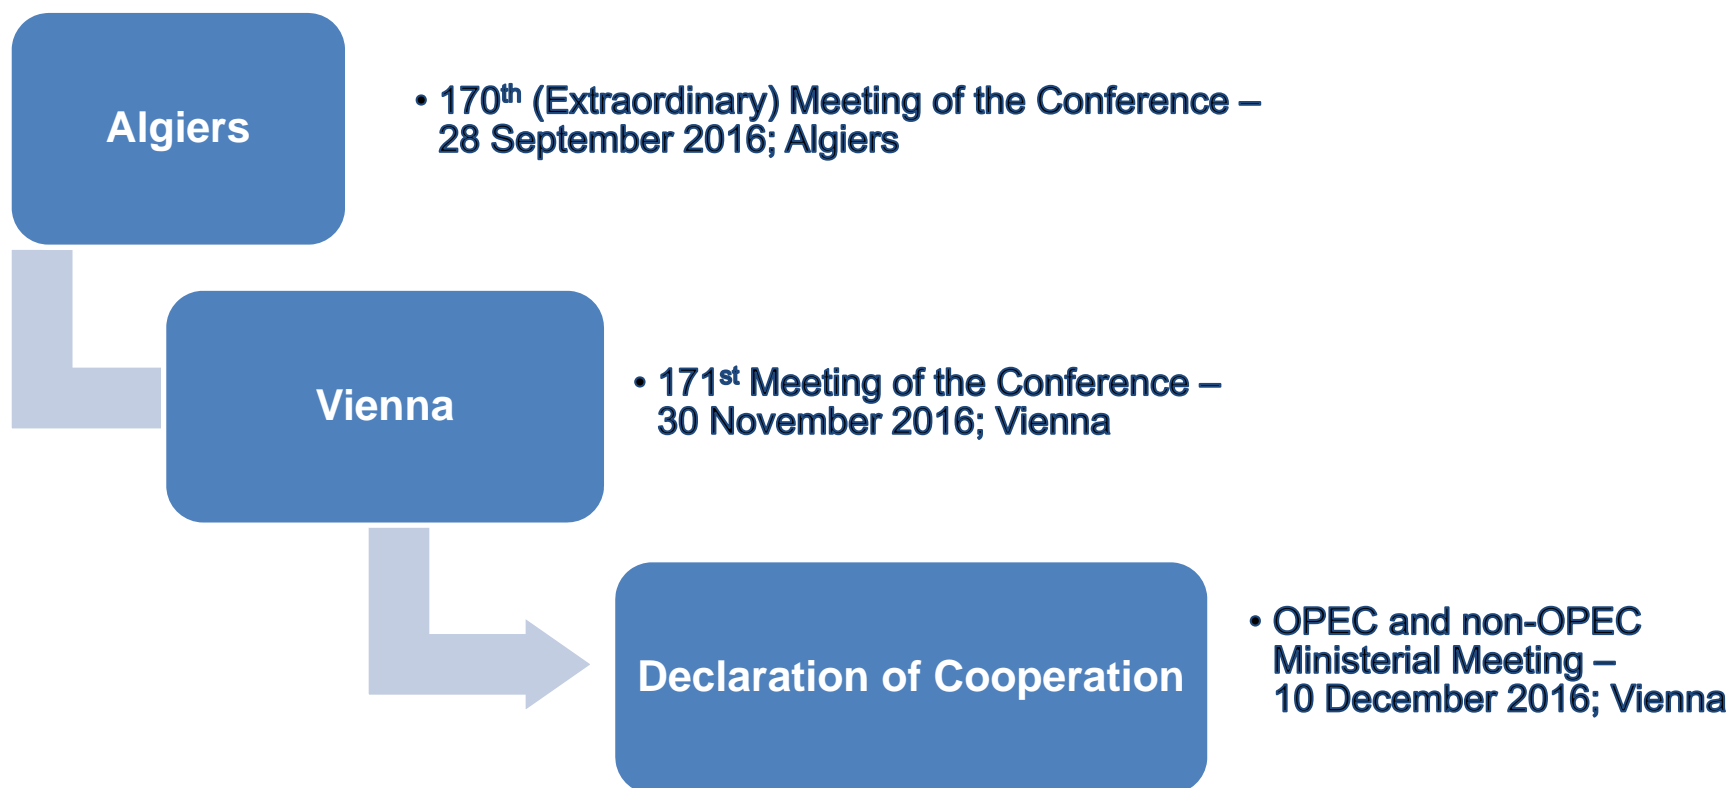 Algiers
• 170th (Extraordinary) Meeting of the Conference –
28 September 2016; Algiers
Vienna
• 171st Meeting of the Conference –
30 November 2016; Vienna
Declaration of Cooperation
• OPEC and non-OPEC
Ministerial Meeting –
10 December 2016; Vienna